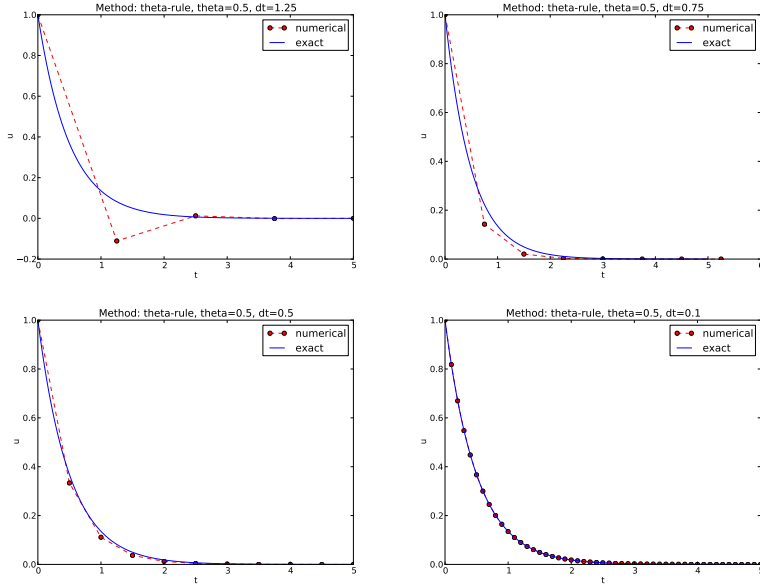 Method: theta-rule, theta=0.5, dt=1.25
1.0
0.8
0.6
0.4
0.2
0.0
−0.2
u
0 1 2 3 4 5
t
numerical
exact
Method: theta-rule, theta=0.5, dt=0.75
1.0
0.8
0.6
0.4
0.2
0.0
u
0 1 2 3 4 5 6
t
numerical
exact
Method: theta-rule, theta=0.5, dt=0.5
1.0
0.8
0.6
0.4
0.2
0.0
u
0 1 2 3 4 5
t
numerical
exact
Method: theta-rule, theta=0.5, dt=0.1
1.0
0.8
0.6
0.4
0.2
0.0
u
0 1 2 3 4 5
t
numerical
exact